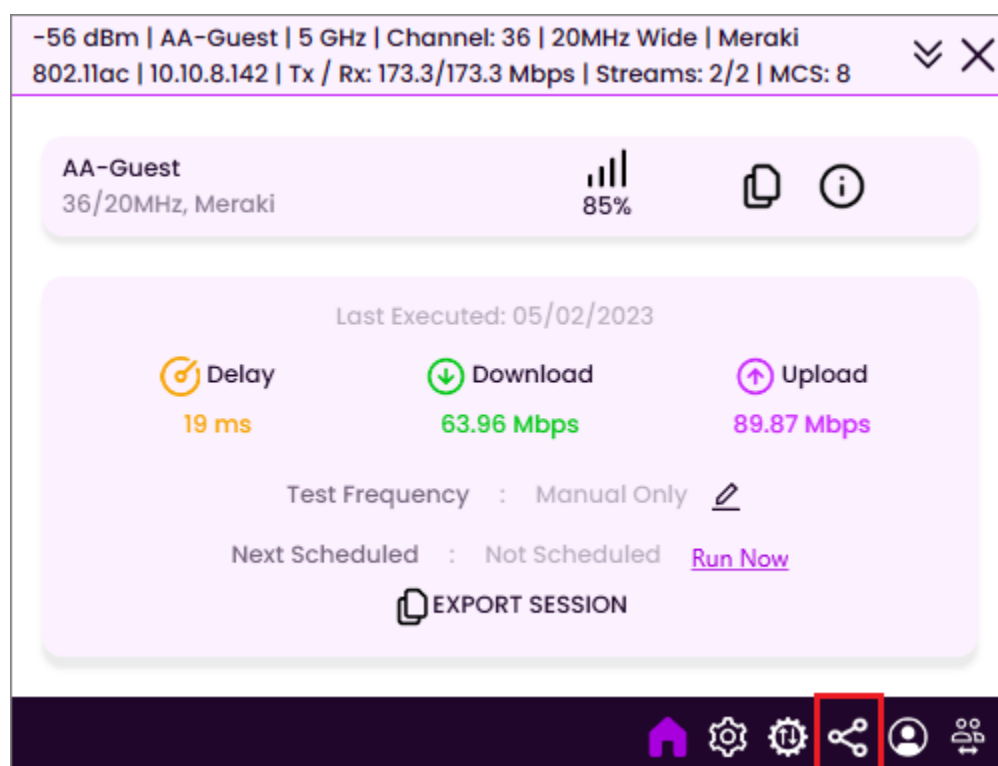 -56 dBm | AA-Guest | 5 GHz | Channel: 36 | 20MHz Wide | Meraki
802.11ac | 10.10.8.142 | Tx / Rx: 173.3/173.3 Mbps | Streams: 2/2 | MCS: 8
AA-Guest
36/20MHz, Meraki
85%
Last Executed: 05/02/2023
Delay Download Upload
19 ms 63.96 Mbps 89.87 Mbps
Test Frequency : Manual Only
Next Scheduled : Not Scheduled Run Now
EXPORT SESSION